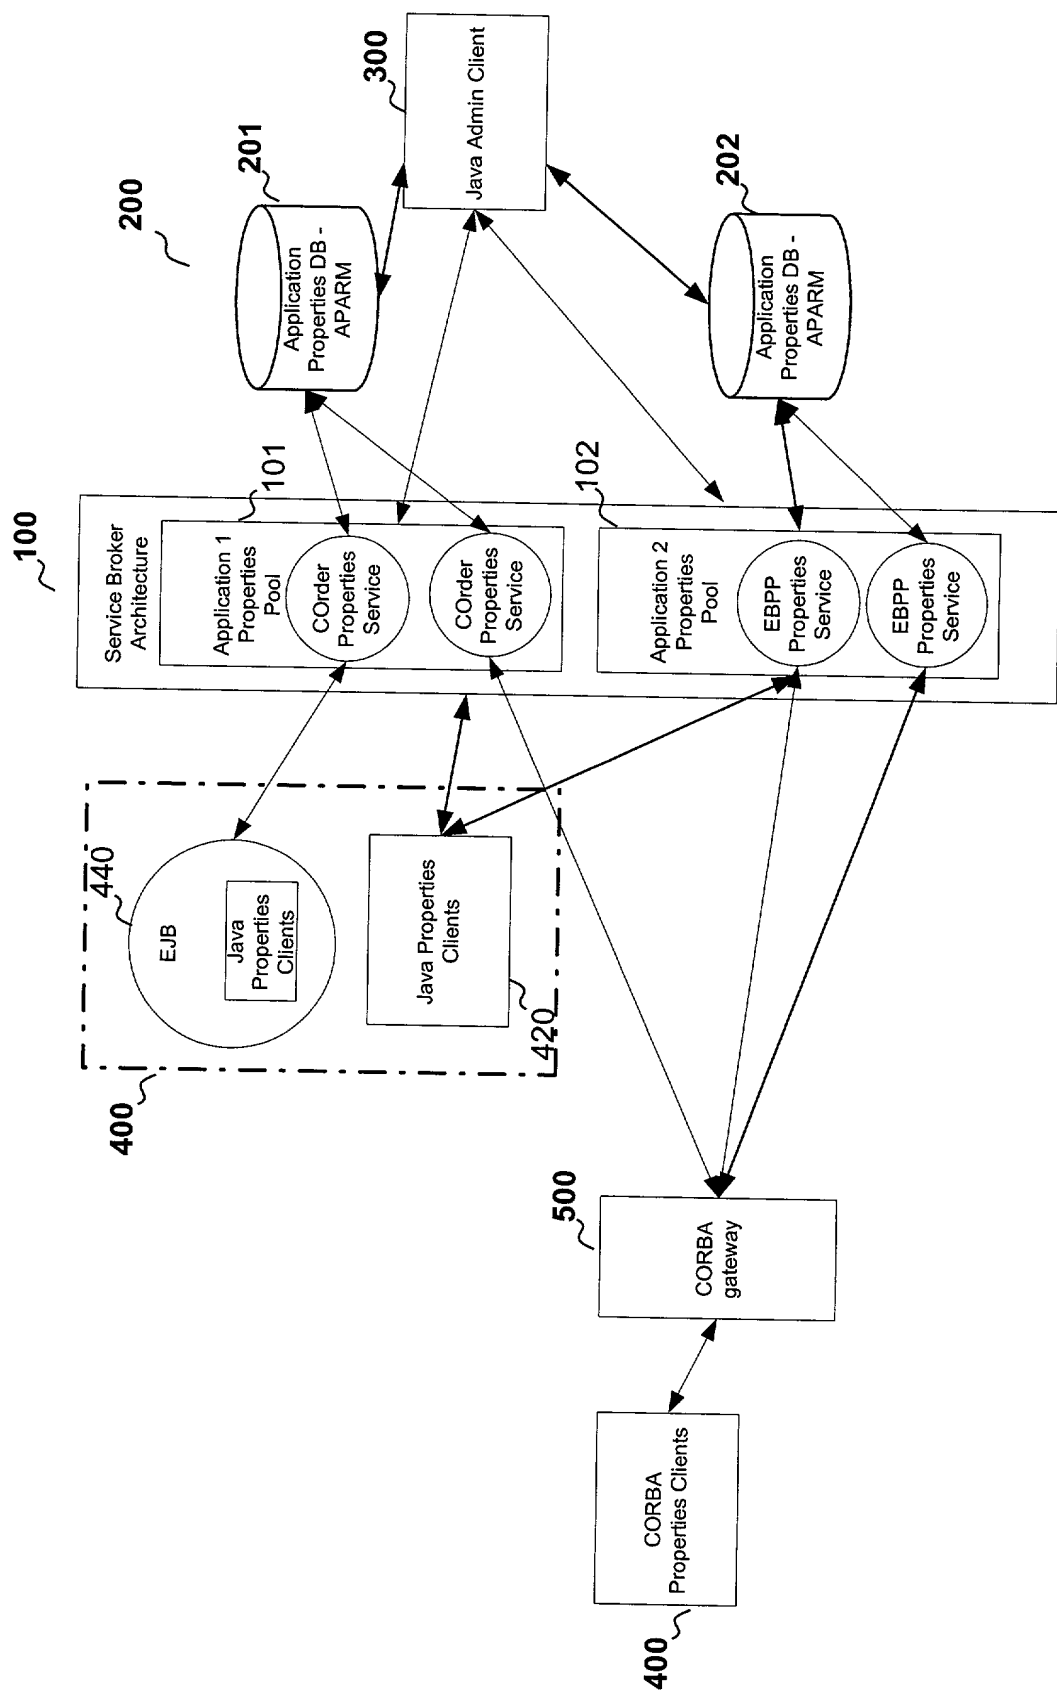 100
Service Broker
Architecture
101
Application 1
Properties
Pool
COrder
Properties
Service
COrder
Properties
Service
102
Application 2
Properties
Pool
EBPP
Properties
Service
EBPP
Properties
Service
200
201
Application
Properties DB -
APARM
202
Application
Properties DB -
APARM
300
Java Admin Client
400
440
EJB
Java
Properties
Clients
Java Properties
Clients
420
500
CORBA
gateway
CORBA
Properties Clients
400